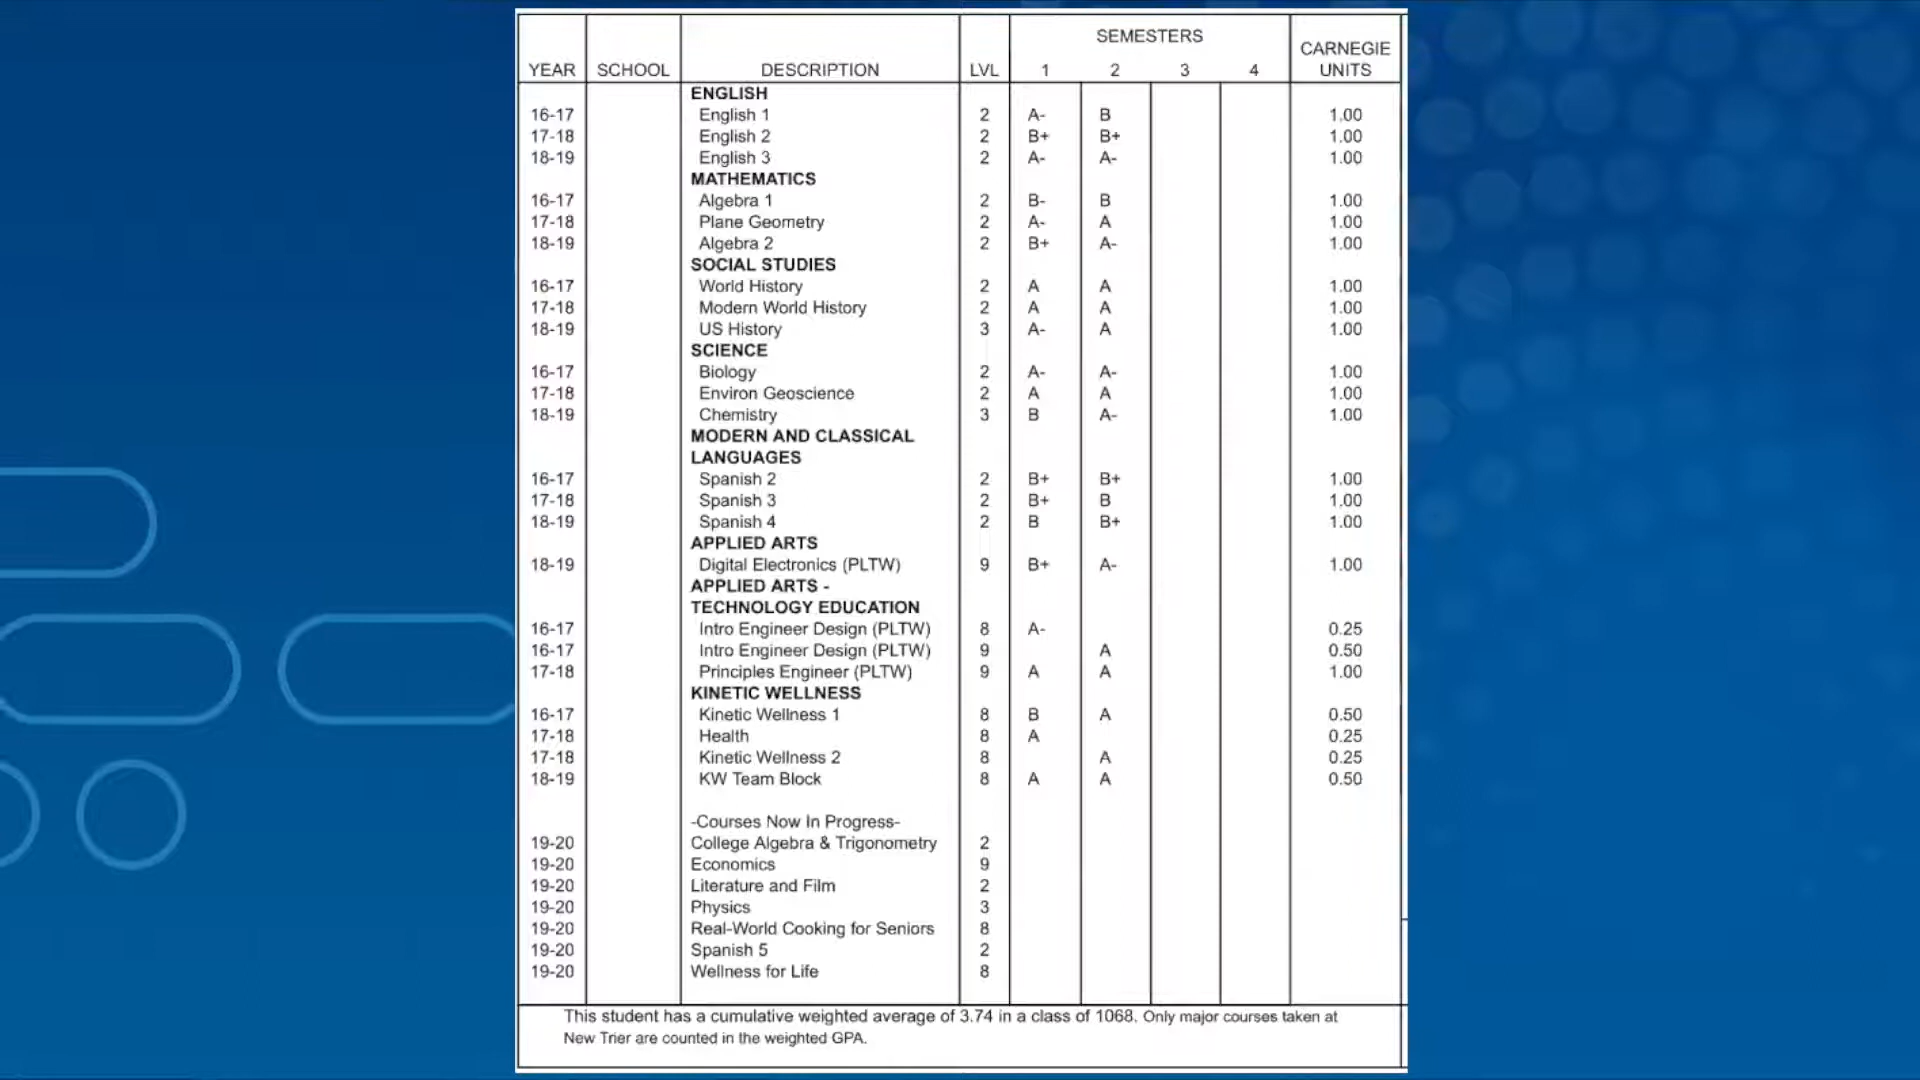 SEMESTERS
YEAR SCHOOL DESCRIPTION LVL 1 2 3 4 CARNEGIE UNITS
ENGLISH
16-17 English 1 2 A- B 1.00
17-18 English 2 2 B+ B+ 1.00
18-19 English 3 2 A- A- 1.00
MATHEMATICS
16-17 Algebra 1 2 B- B 1.00
17-18 Plane Geometry 2 A- A 1.00
18-19 Algebra 2 2 B+ A- 1.00
SOCIAL STUDIES
16-17 World History 2 A A 1.00
17-18 Modern World History 2 A A 1.00
18-19 US History 3 A- A 1.00
SCIENCE
16-17 Biology 2 A- A- 1.00
17-18 Environ Geoscience 2 A A 1.00
18-19 Chemistry 3 B A- 1.00
MODERN AND CLASSICAL
LANGUAGES
16-17 Spanish 2 2 B+ B+ 1.00
17-18 Spanish 3 2 B+ B 1.00
18-19 Spanish 4 2 B B+ 1.00
APPLIED ARTS
18-19 Digital Electronics (PLTW) 9 B+ A- 1.00
APPLIED ARTS -
TECHNOLOGY EDUCATION
16-17 Intro Engineer Design (PLTW) 8 A- 0.25
16-17 Intro Engineer Design (PLTW) 9 A 0.50
17-18 Principles Engineer (PLTW) 9 A A 1.00
KINETIC WELLNESS
16-17 Kinetic Wellness 1 8 B A 0.50
17-18 Health 8 A 0.25
17-18 Kinetic Wellness 2 8 A 0.25
18-19 KW Team Block 8 A A 0.50
-Courses Now In Progress-
19-20 College Algebra & Trigonometry 2
19-20 Economics 9
19-20 Literature and Film 2
19-20 Physics 3
19-20 Real-World Cooking for Seniors 8
19-20 Spanish 5 2
19-20 Wellness for Life 8
This student has a cumulative weighted average of 3.74 in a class of 1068. Only major courses taken at
New Trier are counted in the weighted GPA.